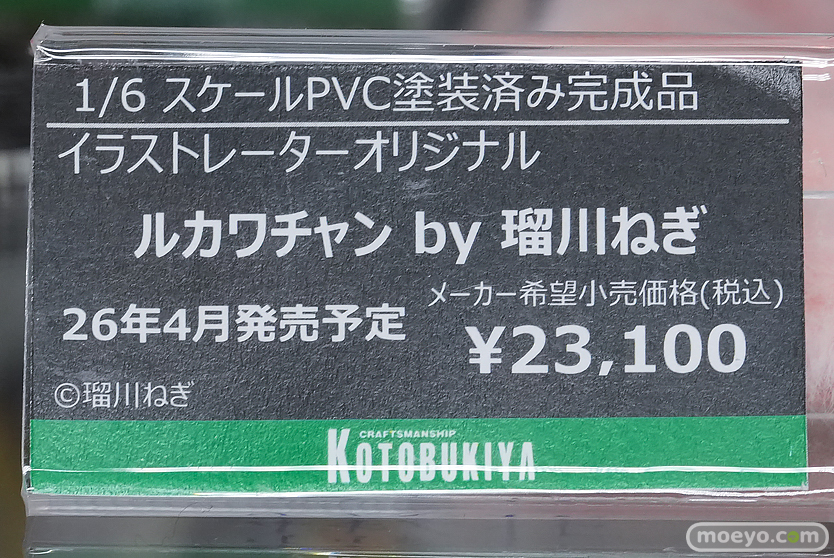 1/6 スケールPVC塗装済み完成品
イラストレーターオリジナル
ルカワチャン by 瑠川ねぎ
26年4月発売予定
メーカー希望小売価格(税込)
¥23,100
©瑠川ねぎ
CRAFTSMANSHIP
KOTOBUKIYA
moeyo.com